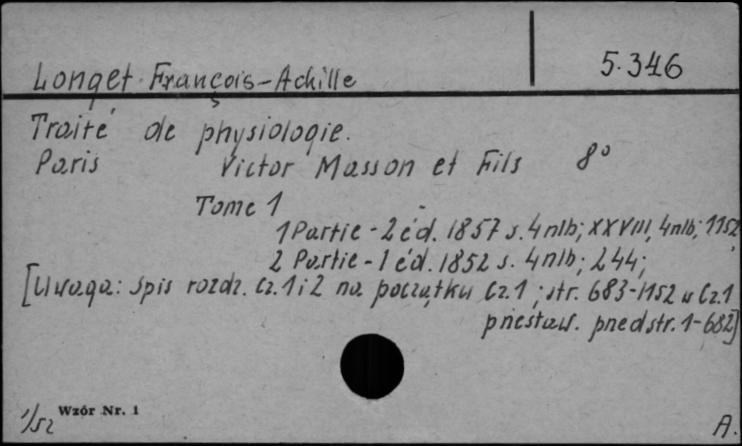 5.346
Longet François-Achille
Traité de physiologie.
Paris Victor Masson et Fils 8°
Tome 1
1 Partie - 2 éd. 1857 s. 4 nlb; XXVIII, 4 nlb; 1152
2 Partie - 1 éd. 1852 s. 4 nlb; 244;
[Uwaga: spis rozdz. cz. 1 i 2 na początku cz. 1; str. 683-1152 w cz. 1
przestaw. przed str. 1-682]
1/52 Wzór Nr. 1
A.